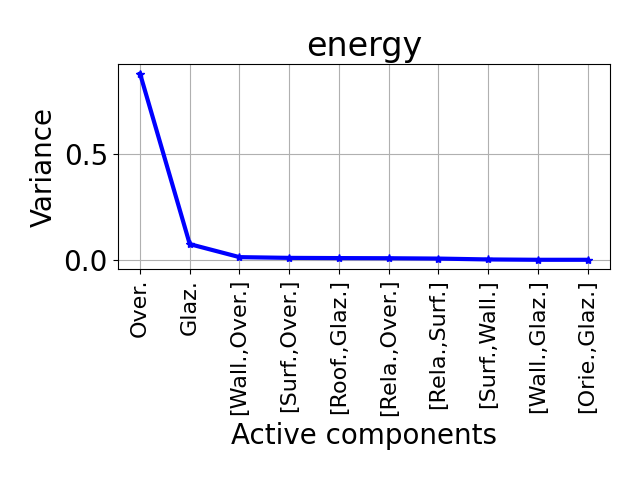 energy
Variance
0.5
0.0
Over.
Glaz.
[Wall.,Over.]
[Surf.,Over.]
[Roof.,Glaz.]
[Rela.,Over.]
[Rela.,Surf.]
[Surf.,Wall.]
[Wall.,Glaz.]
[Orie.,Glaz.]
Active components